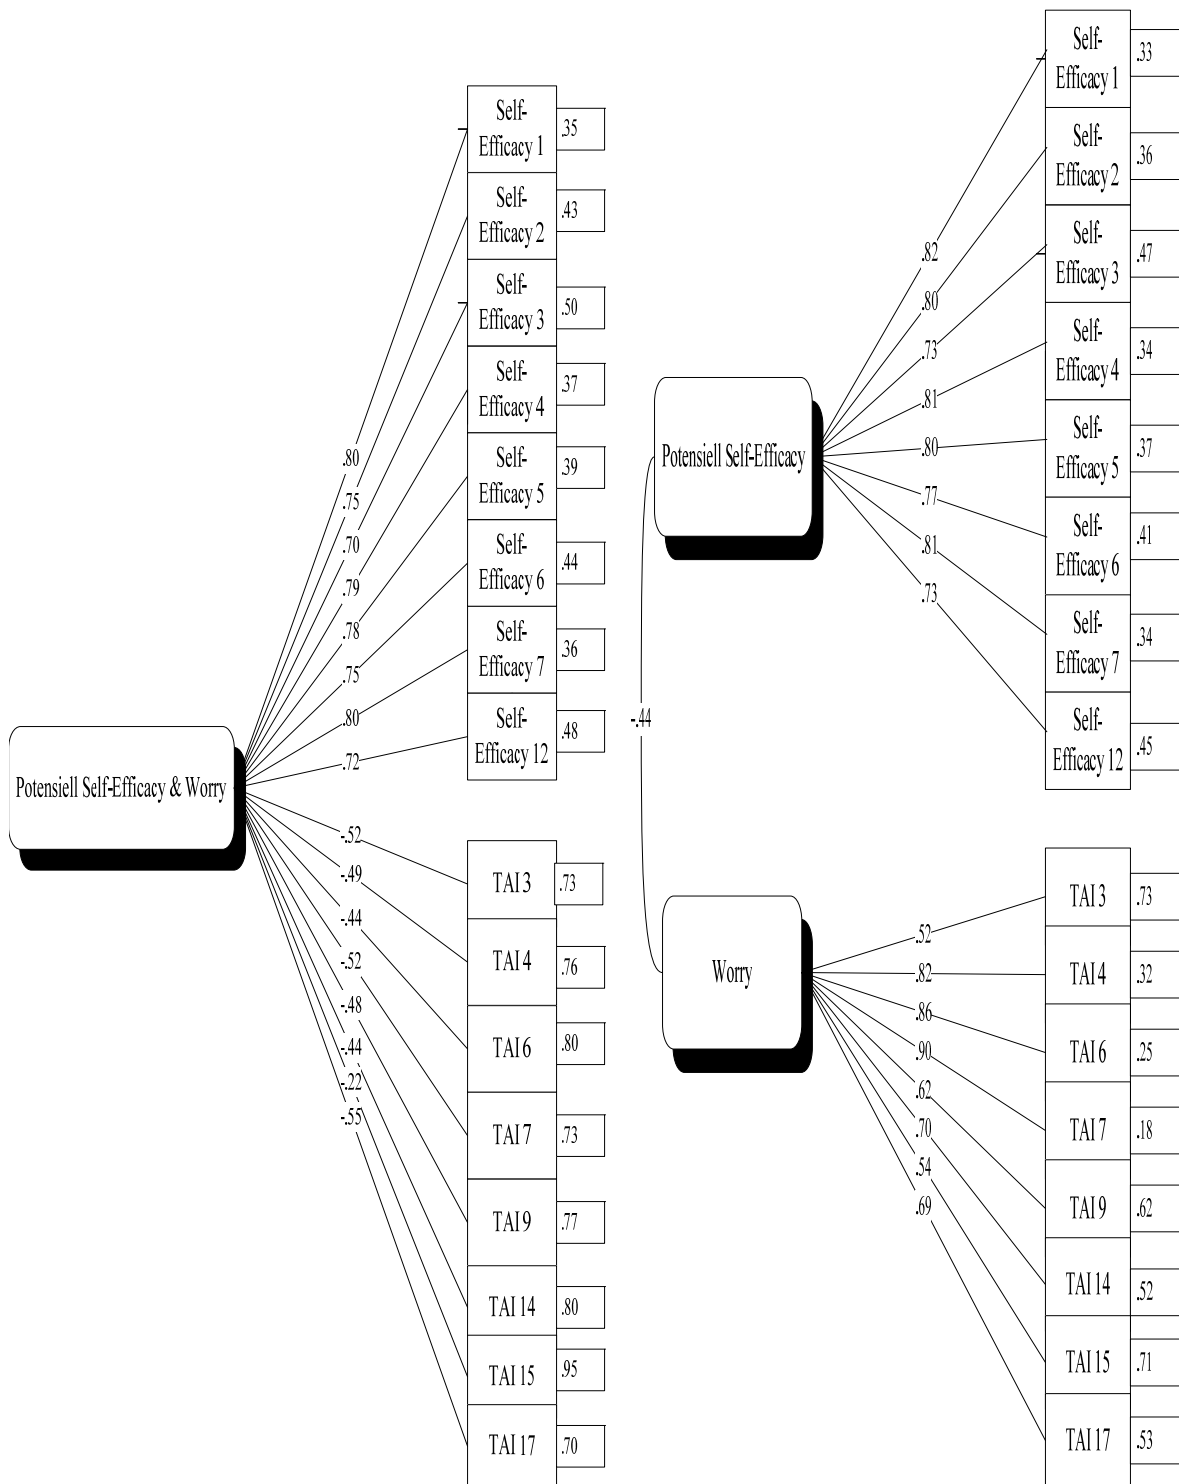 Potensiell Self-Efficacy & Worry
.80
.75
.70
.79
.78
.75
.80
.72
-.52
-.49
-.44
-.52
-.48
-.44
-.22
-.55
Self-
Efficacy 1
.35
Self-
Efficacy 2
.43
Self-
Efficacy 3
.50
Self-
Efficacy 4
.37
Self-
Efficacy 5
.39
Self-
Efficacy 6
.44
Self-
Efficacy 7
.36
Self-
Efficacy 12
.48
TAI 3
.73
TAI 4
.76
TAI 6
.80
TAI 7
.73
TAI 9
.77
TAI 14
.80
TAI 15
.95
TAI 17
.70
Potensiell Self-Efficacy
-.44
Worry
.82
.80
.73
.81
.80
.77
.81
.73
Self-
Efficacy 1
.33
Self-
Efficacy 2
.36
Self-
Efficacy 3
.47
Self-
Efficacy 4
.34
Self-
Efficacy 5
.37
Self-
Efficacy 6
.41
Self-
Efficacy 7
.34
Self-
Efficacy 12
.45
.52
.82
.86
.90
.62
.70
.54
.69
TAI 3
.73
TAI 4
.32
TAI 6
.25
TAI 7
.18
TAI 9
.62
TAI 14
.52
TAI 15
.71
TAI 17
.53